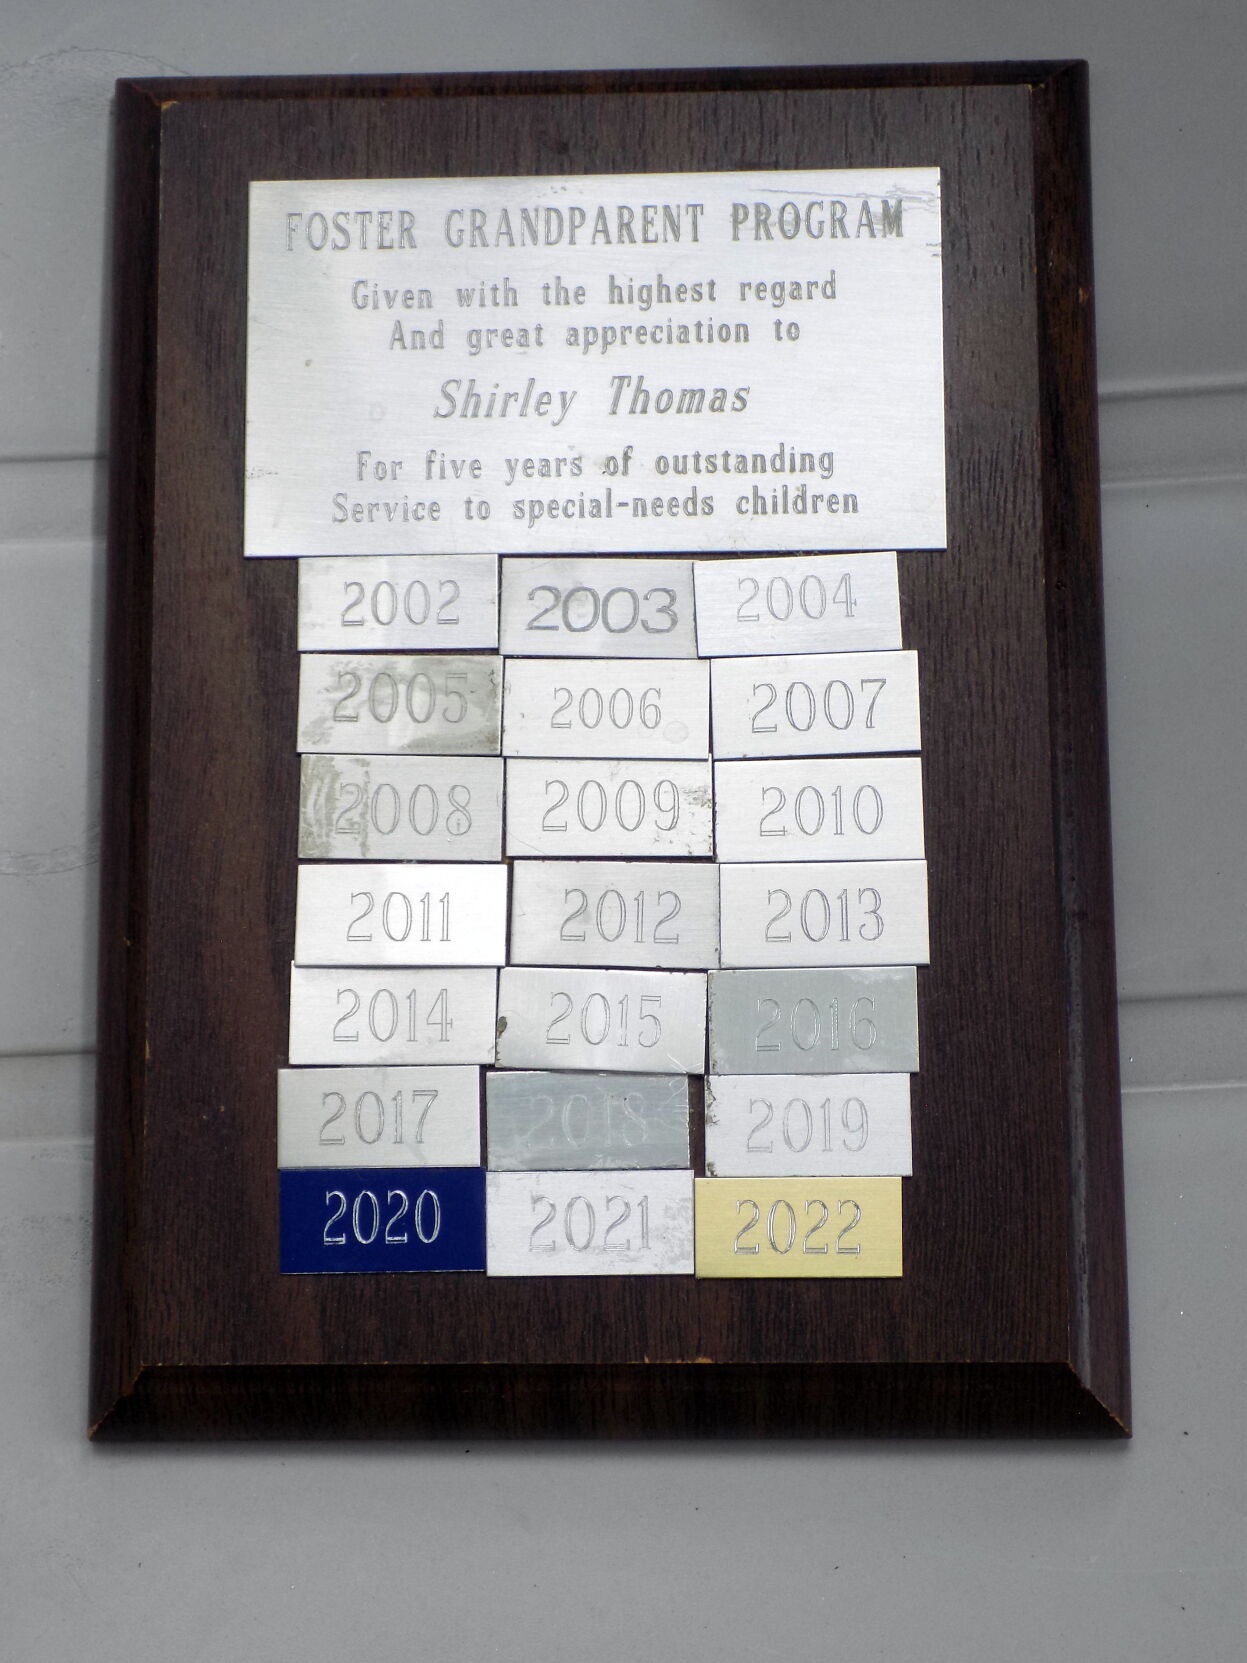 FOSTER GRANDPARENT PROGRAM
Given with the highest regard
And great appreciation to
Shirley Thomas
For five years of outstanding
Service to special-needs children
2002 2003 2004
2005 2006 2007
2008 2009 2010
2011 2012 2013
2014 2015 2016
2017 2018 2019
2020 2021 2022